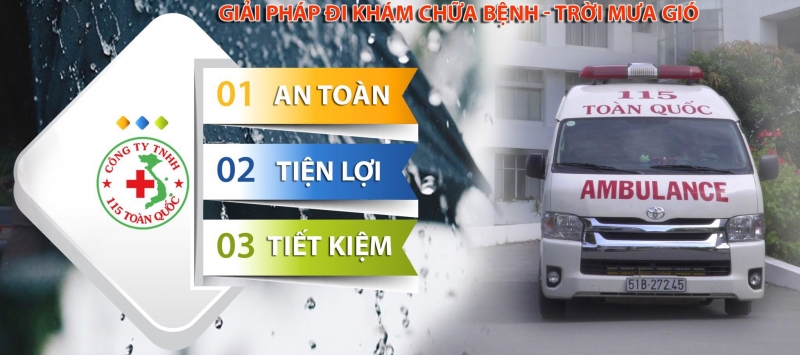 GIẢI PHÁP ĐI KHÁM CHỮA BỆNH - TRỜI MƯA GIÓ
01 AN TOÀN
02 TIỆN LỢI
03 TIẾT KIỆM
CÔNG TY TNHH
115 TOÀN QUỐC
115
TOÀN QUỐC
AMBULANCE
51B-272.45